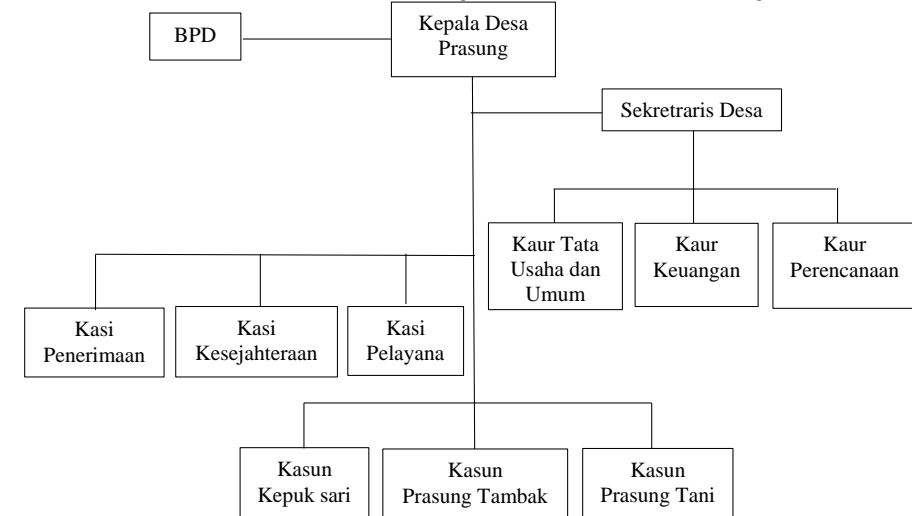 BPD
Kepala Desa
Prasung
Sekretraris Desa
Kaur Tata
Usaha dan
Umum
Kaur
Keuangan
Kaur
Perencanaan
Kasi
Penerimaan
Kasi
Kesejahteraan
Kasi
Pelayana
Kasun
Kepuk sari
Kasun
Prasung Tambak
Kasun
Prasung Tani